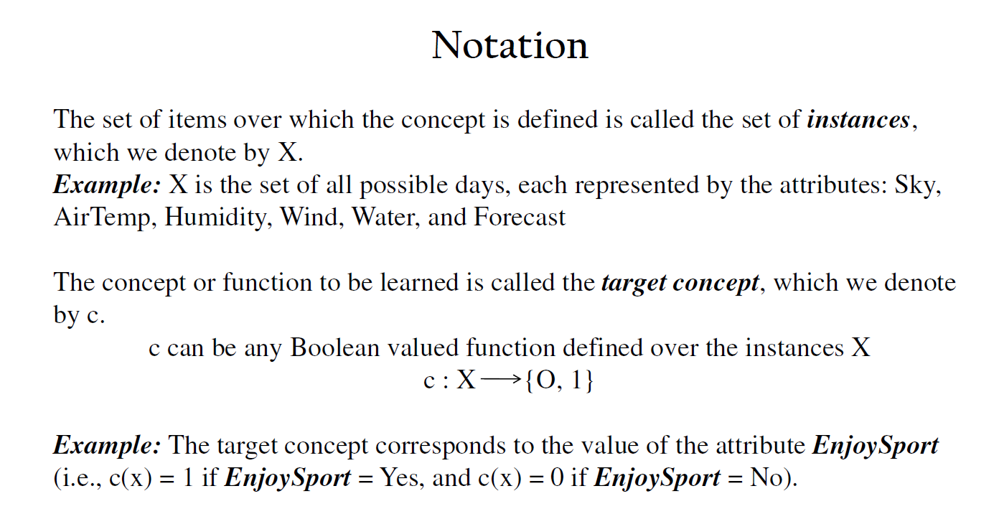 Notation
The set of items over which the concept is defined is called the set of instances,
which we denote by X.
Example: X is the set of all possible days, each represented by the attributes: Sky,
AirTemp, Humidity, Wind, Water, and Forecast
The concept or function to be learned is called the target concept, which we denote
by c.
c can be any Boolean valued function defined over the instances X
c : X⟶{O, 1}
Example: The target concept corresponds to the value of the attribute EnjoySport
(i.e., c(x) = 1 if EnjoySport = Yes, and c(x) = 0 if EnjoySport = No).